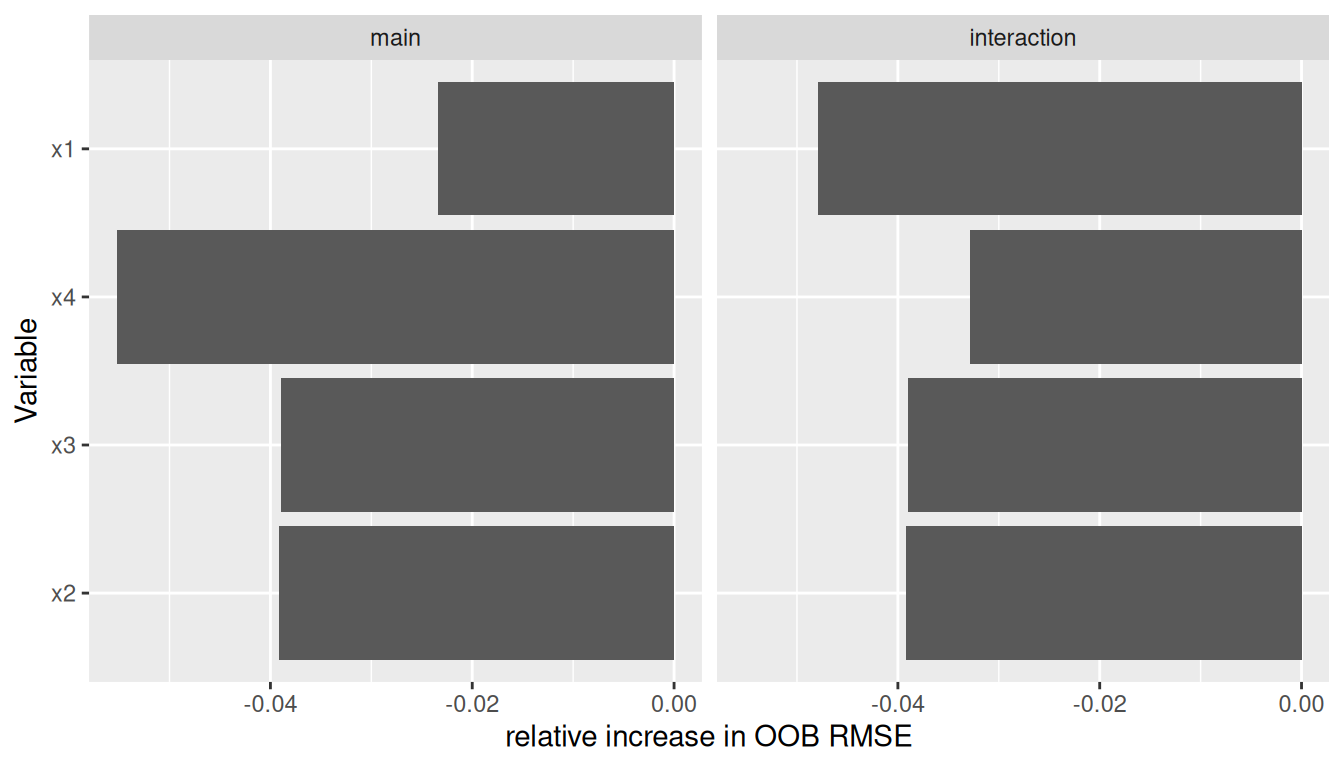 main
interaction
x1
x4
x3
x2
Variable
-0.04
-0.02
0.00
-0.04
-0.02
0.00
relative increase in OOB RMSE